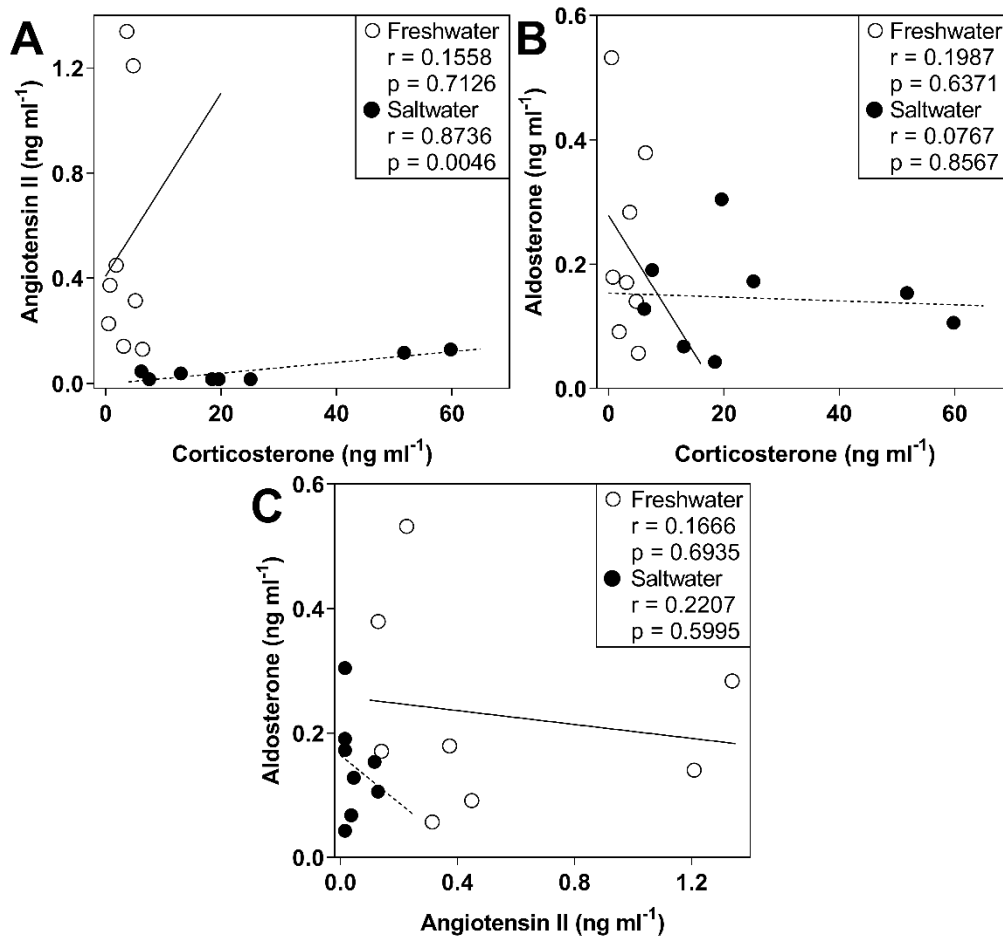 A
Freshwater
r = 0.1558
p = 0.7126
Saltwater
r = 0.8736
p = 0.0046
Angiotensin II (ng ml⁻¹)
1.2
0.8
0.4
0.0
0
20
40
60
Corticosterone (ng ml⁻¹)
B
Freshwater
r = 0.1987
p = 0.6371
Saltwater
r = 0.0767
p = 0.8567
Aldosterone (ng ml⁻¹)
0.6
0.4
0.2
0.0
0
20
40
60
Corticosterone (ng ml⁻¹)
C
Freshwater
r = 0.1666
p = 0.6935
Saltwater
r = 0.2207
p = 0.5995
Aldosterone (ng ml⁻¹)
0.6
0.4
0.2
0.0
0.0
0.4
0.8
1.2
Angiotensin II (ng ml⁻¹)